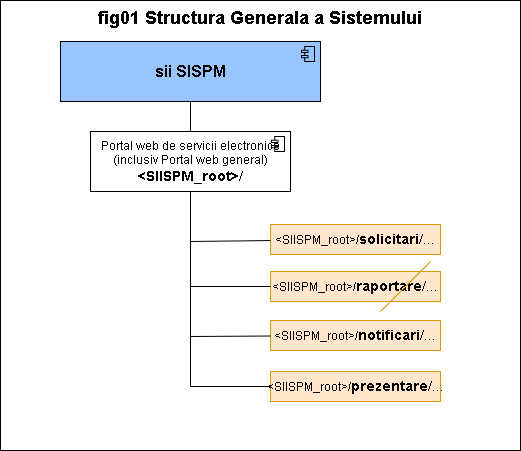 fig01 Structura Generala a Sistemului
sii SISPM
Portal web de servicii electronice
(inclusiv Portal web general)
<SIISPM_root>/
<SIISPM_root>/solicitari/...
<SIISPM_root>/raportare/...
<SIISPM_root>/notificari/...
<SIISPM_root>/prezentare/...